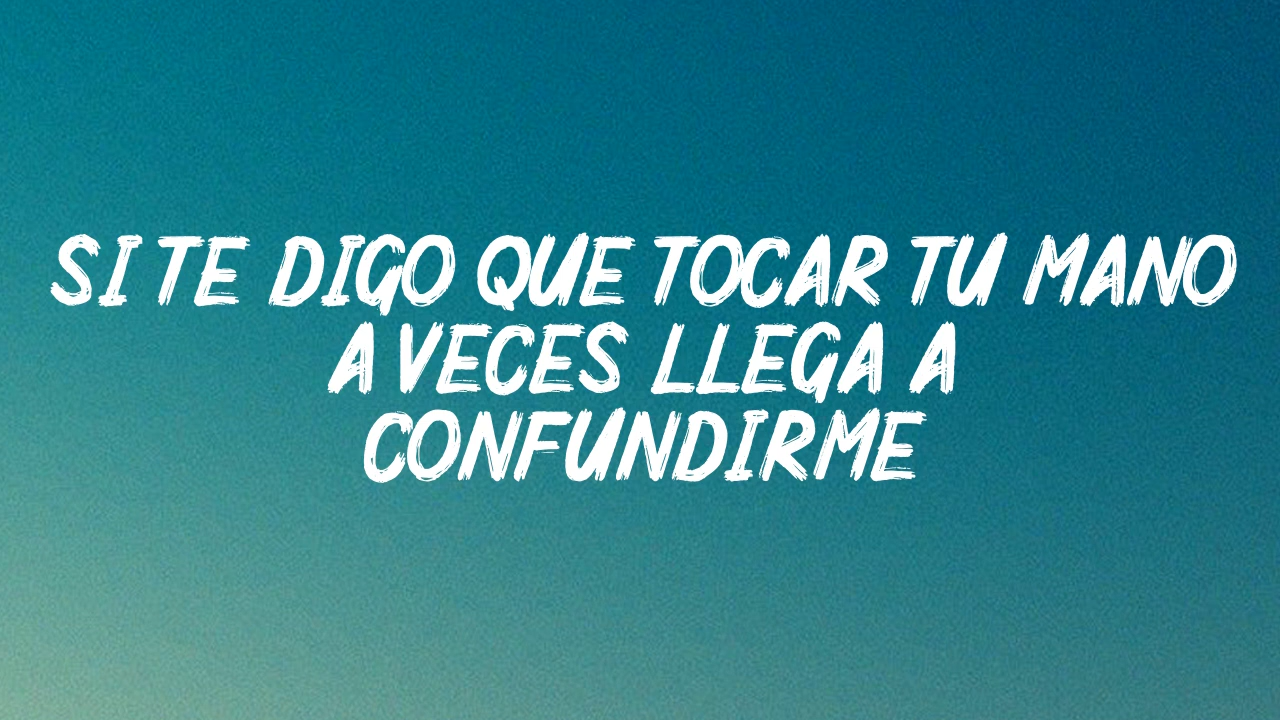 SI TE DIGO QUE TOCAR TU MANO
A VECES LLEGA A
CONFUNDIRME